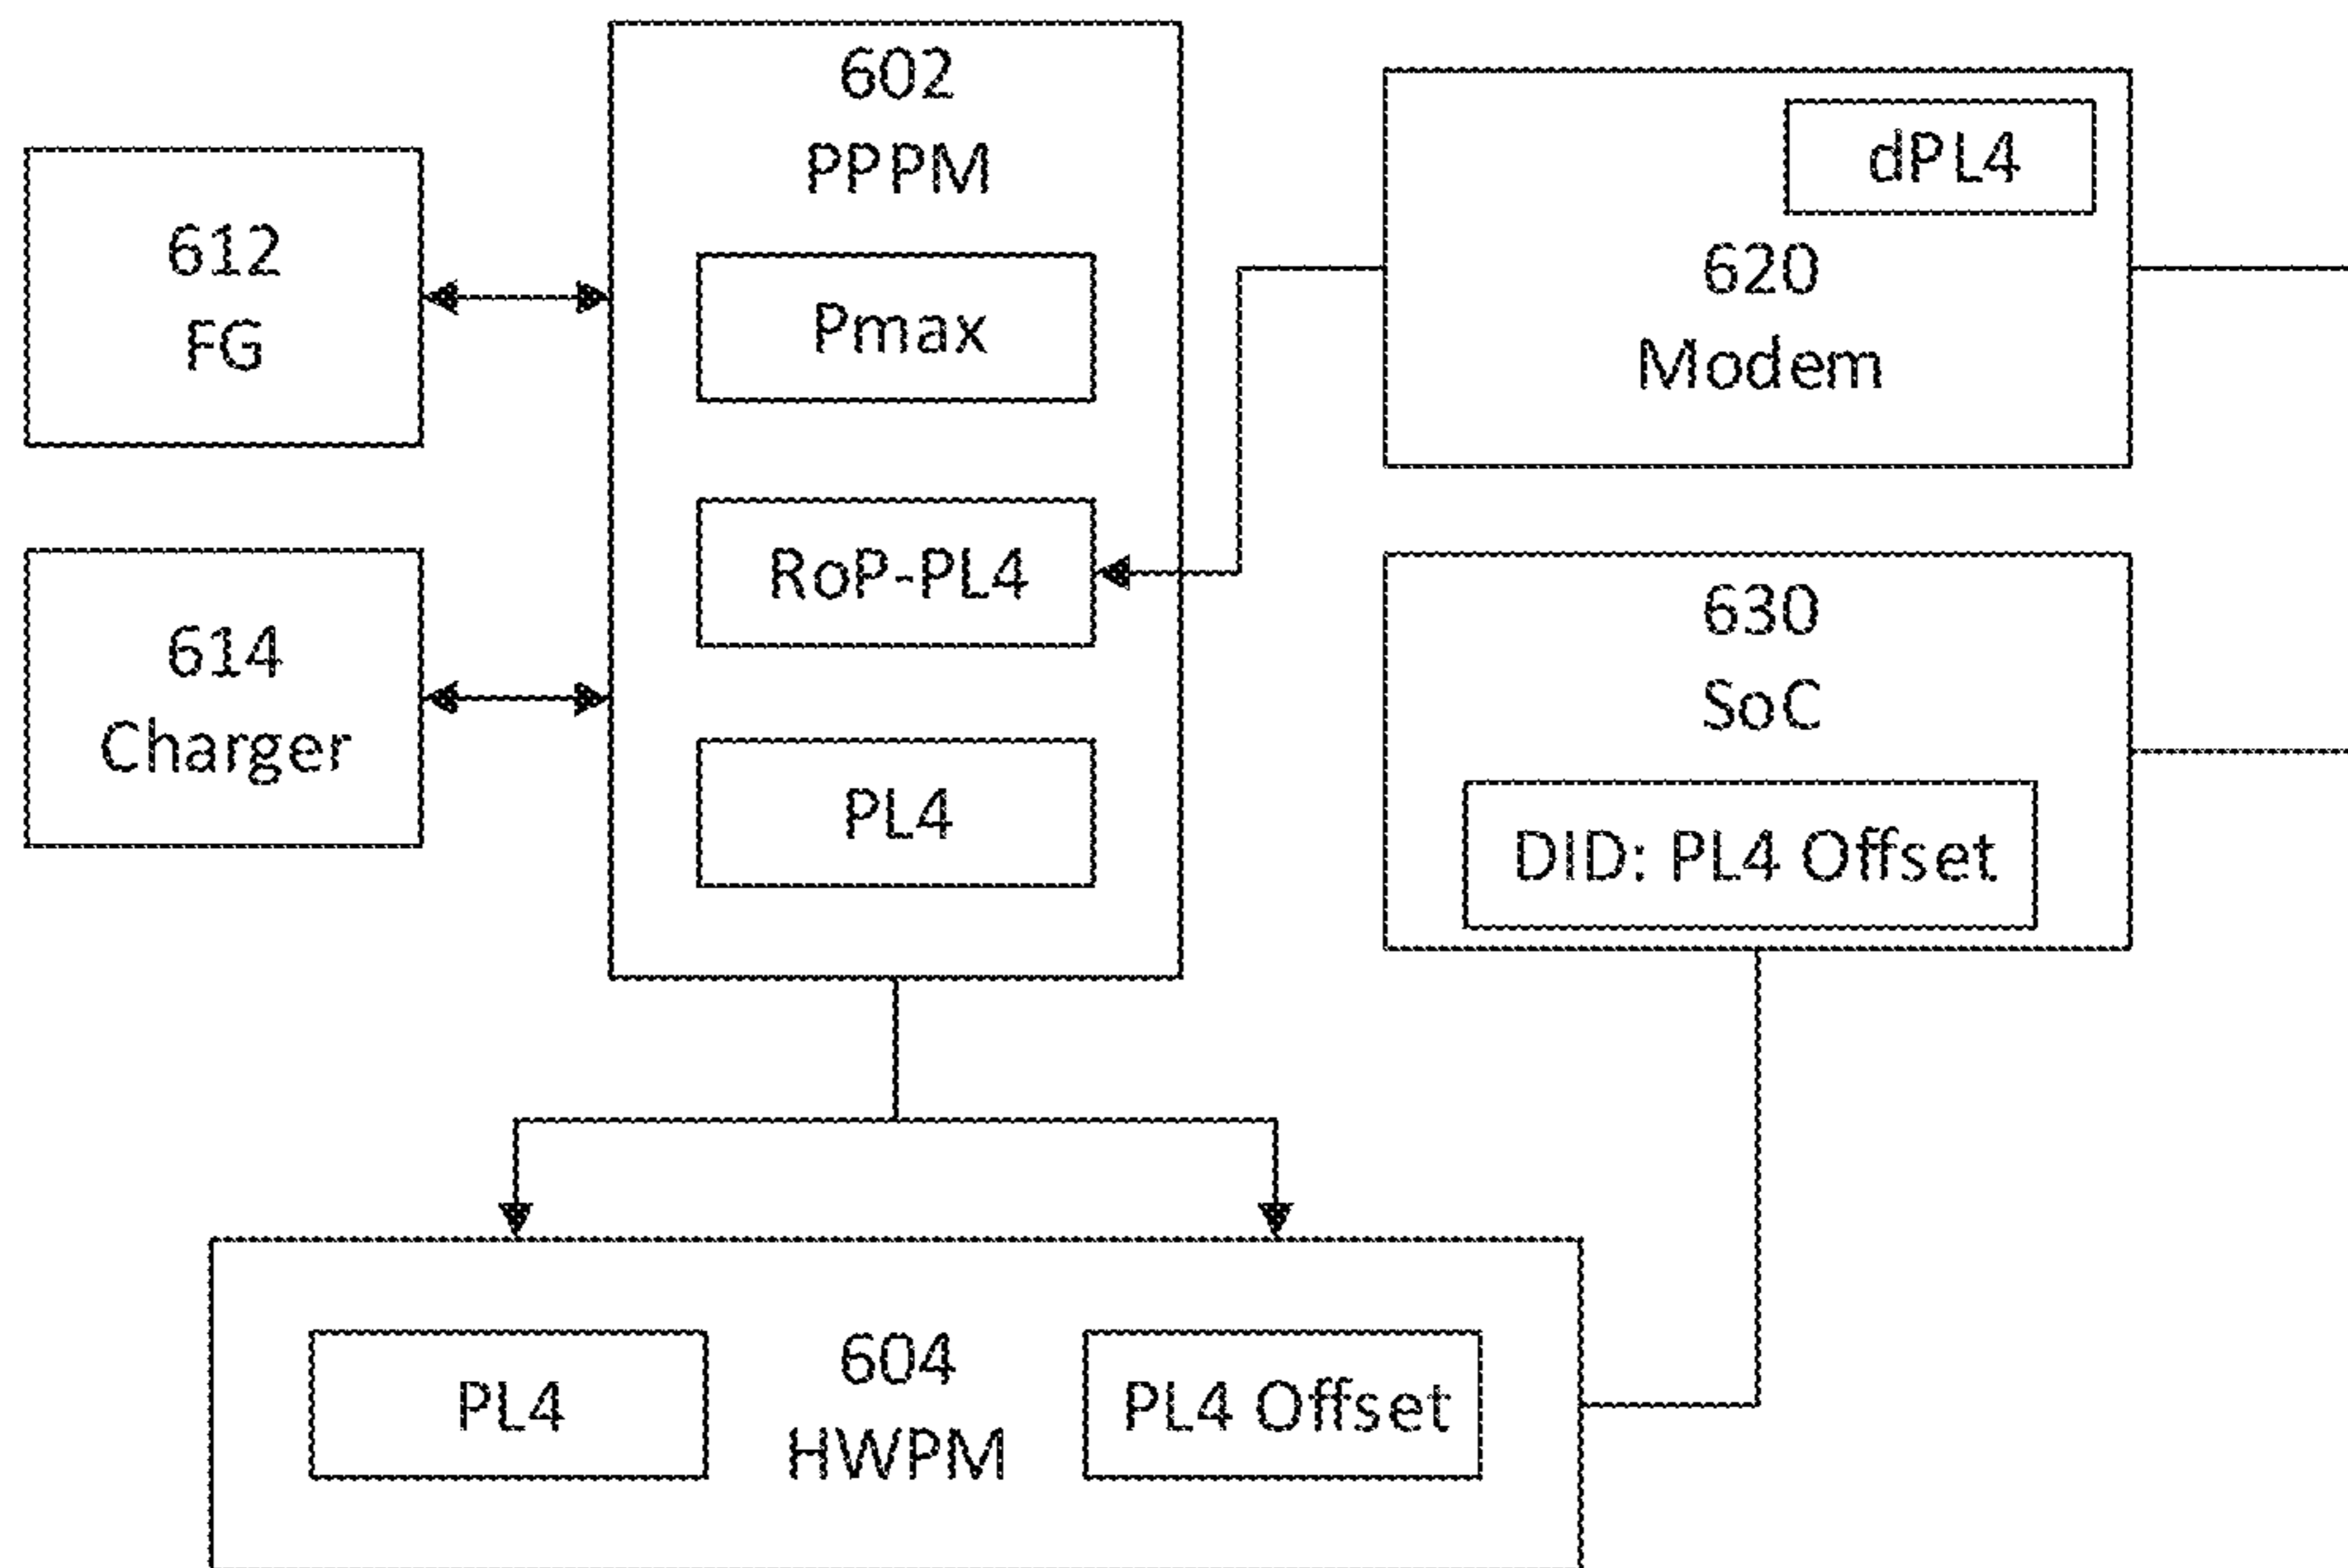 602
PPPM
Pmax
RoP-PL4
PL4
612
FG
614
Charger
dPL4
620
Modem
630
SoC
DID: PL4 Offset
PL4
604
HWPM
PL4 Offset